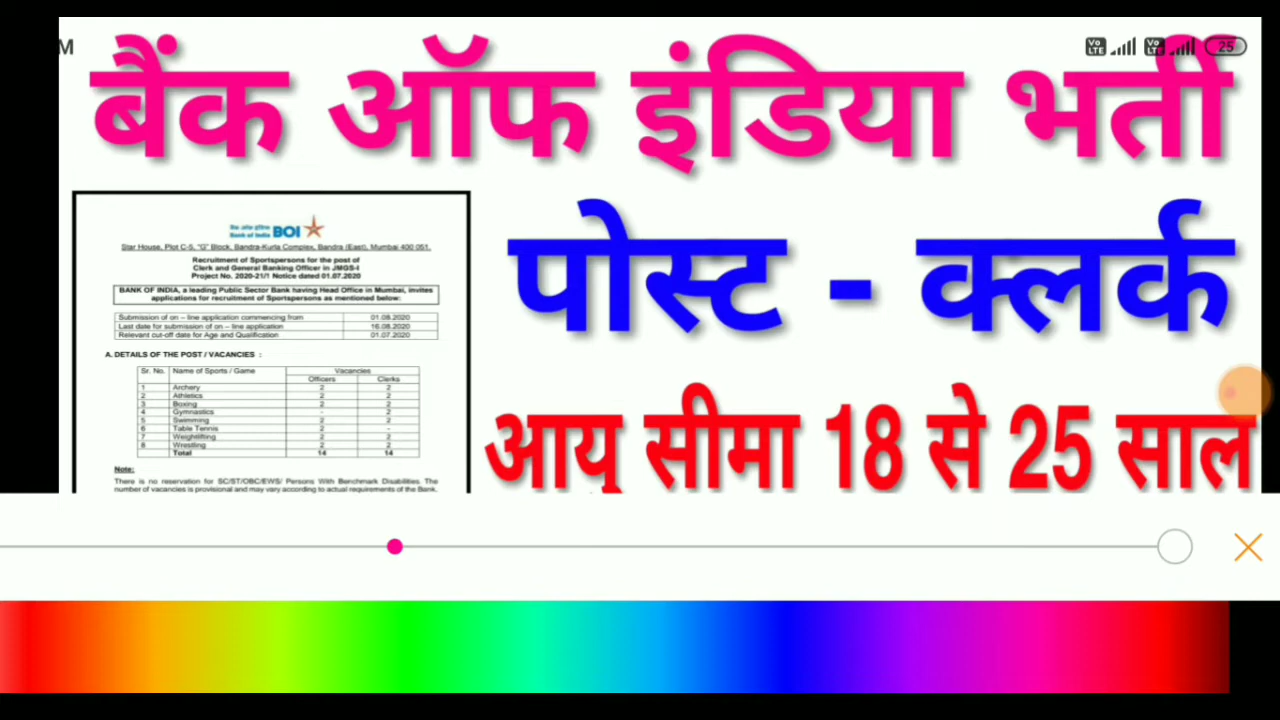 M
Vo LTE Vo LTE 25
बैंक ऑफ इंडिया भर्ती
पोस्ट - क्लर्क
आयु सीमा 18 से 25 साल
Bank of India BOI
Star House, Plot C-5, "G" Block, Bandra-Kurla Complex, Bandra (East), Mumbai 400 051.
Recruitment of Sportspersons for the post of
Clerk and General Banking Officer in JMGS-I
Project No. 2020-21/1 Notice dated 01.07.2020
BANK OF INDIA, a leading Public Sector Bank having Head Office in Mumbai, invites
applications for recruitment of Sportspersons as mentioned below:
Submission of on – line application commencing from 01.08.2020
Last date for submission of on – line application 16.08.2020
Relevant cut-off date for Age and Qualification 01.07.2020
A. DETAILS OF THE POST / VACANCIES :
Sr. No. Name of Sports / Game Vacancies
Officers Clerks
1 Archery 2 2
2 Athletics 2 2
3 Boxing 2 2
4 Gymnastics - 2
5 Swimming 2 2
6 Table Tennis 2 -
7 Weightlifting 2 2
8 Wrestling 2 2
Total 14 14
Note:
There is no reservation for SC/ST/OBC/EWS/ Persons With Benchmark Disabilities. The
number of vacancies is provisional and may vary according to actual requirements of the Bank.